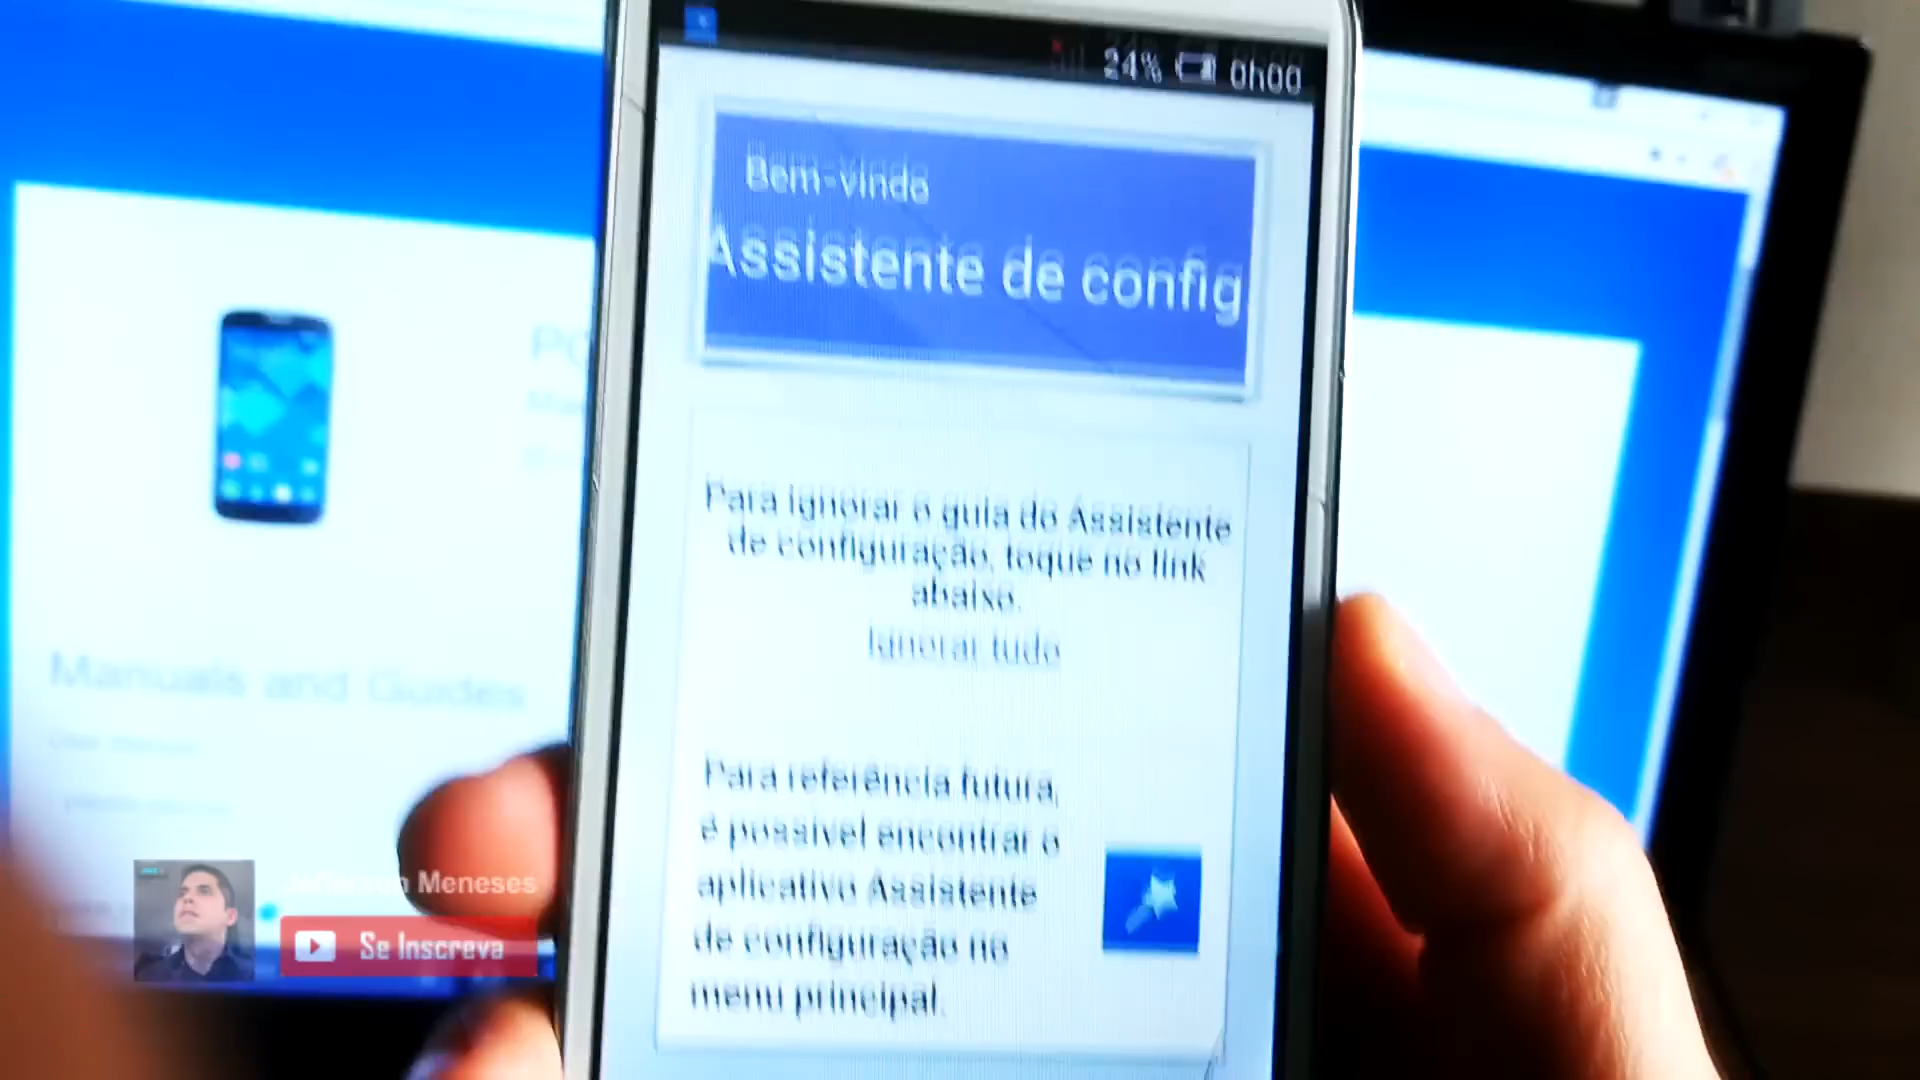 24% 0h00
Bem-vindo
Assistente de config
Para ignorar o guia do Assistente
de configuração, toque no link
abaixo.
Ignorar tudo
Para referência futura,
é possível encontrar o
aplicativo Assistente
de configuração no
menu principal.
PO
Manuals and Guides
Jefferson Meneses
Se Inscreva